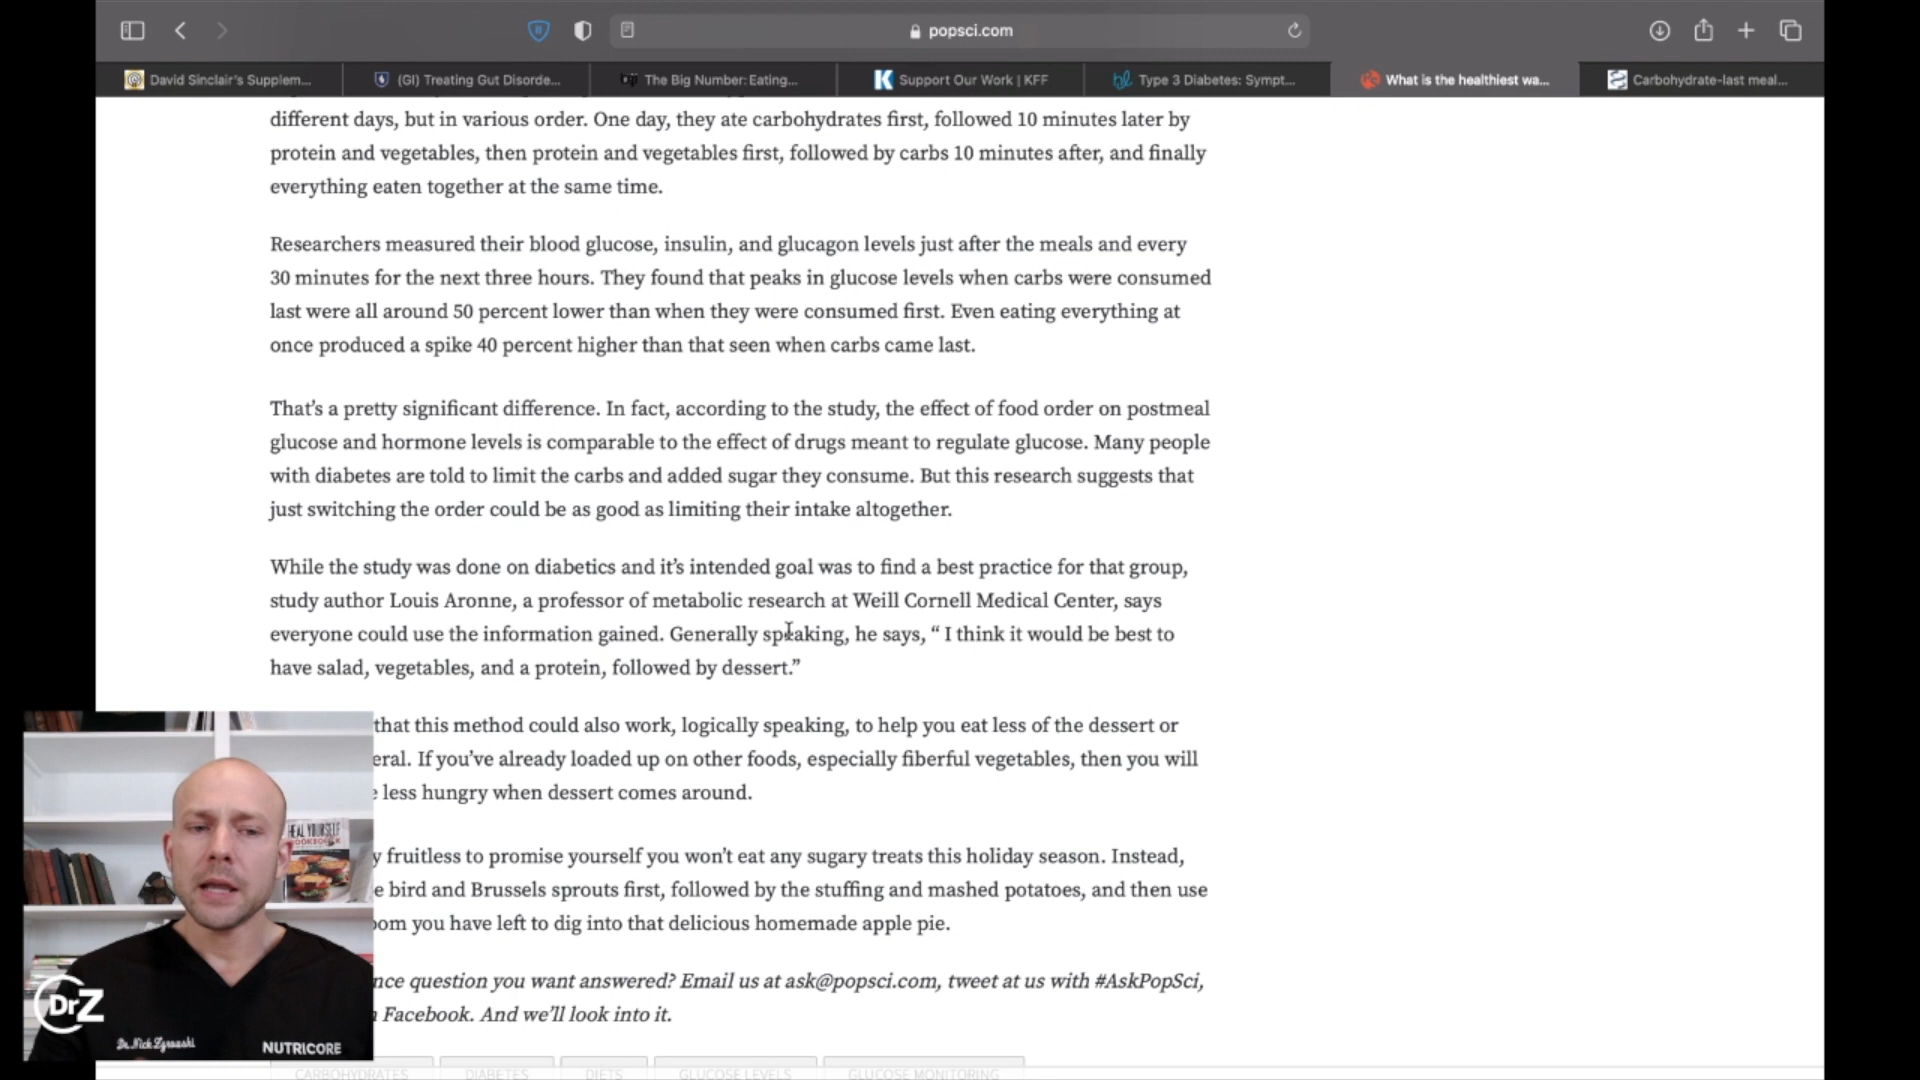 popsci.com
David Sinclair's Supplem...
(GI) Treating Gut Disorde...
The Big Number: Eating...
Support Our Work | KFF
Type 3 Diabetes: Sympt...
What is the healthiest wa...
Carbohydrate-last meal...
different days, but in various order. One day, they ate carbohydrates first, followed 10 minutes later by
protein and vegetables, then protein and vegetables first, followed by carbs 10 minutes after, and finally
everything eaten together at the same time.
Researchers measured their blood glucose, insulin, and glucagon levels just after the meals and every
30 minutes for the next three hours. They found that peaks in glucose levels when carbs were consumed
last were all around 50 percent lower than when they were consumed first. Even eating everything at
once produced a spike 40 percent higher than that seen when carbs came last.
That's a pretty significant difference. In fact, according to the study, the effect of food order on postmeal
glucose and hormone levels is comparable to the effect of drugs meant to regulate glucose. Many people
with diabetes are told to limit the carbs and added sugar they consume. But this research suggests that
just switching the order could be as good as limiting their intake altogether.
While the study was done on diabetics and it's intended goal was to find a best practice for that group,
study author Louis Aronne, a professor of metabolic research at Weill Cornell Medical Center, says
everyone could use the information gained. Generally speaking, he says, “ I think it would be best to
have salad, vegetables, and a protein, followed by dessert.”
that this method could also work, logically speaking, to help you eat less of the dessert or
eral. If you've already loaded up on other foods, especially fiberful vegetables, then you will
less hungry when dessert comes around.
y fruitless to promise yourself you won't eat any sugary treats this holiday season. Instead,
e bird and Brussels sprouts first, followed by the stuffing and mashed potatoes, and then use
oom you have left to dig into that delicious homemade apple pie.
nce question you want answered? Email us at ask@popsci.com, tweet at us with #AskPopSci,
Facebook. And we'll look into it.
CARBOHYDRATES
DIABETES
DIETS
GLUCOSE LEVELS
GLUCOSE MONITORING
HEAL YOURSELF
COOKBOOK
DrZ
NUTRICORE